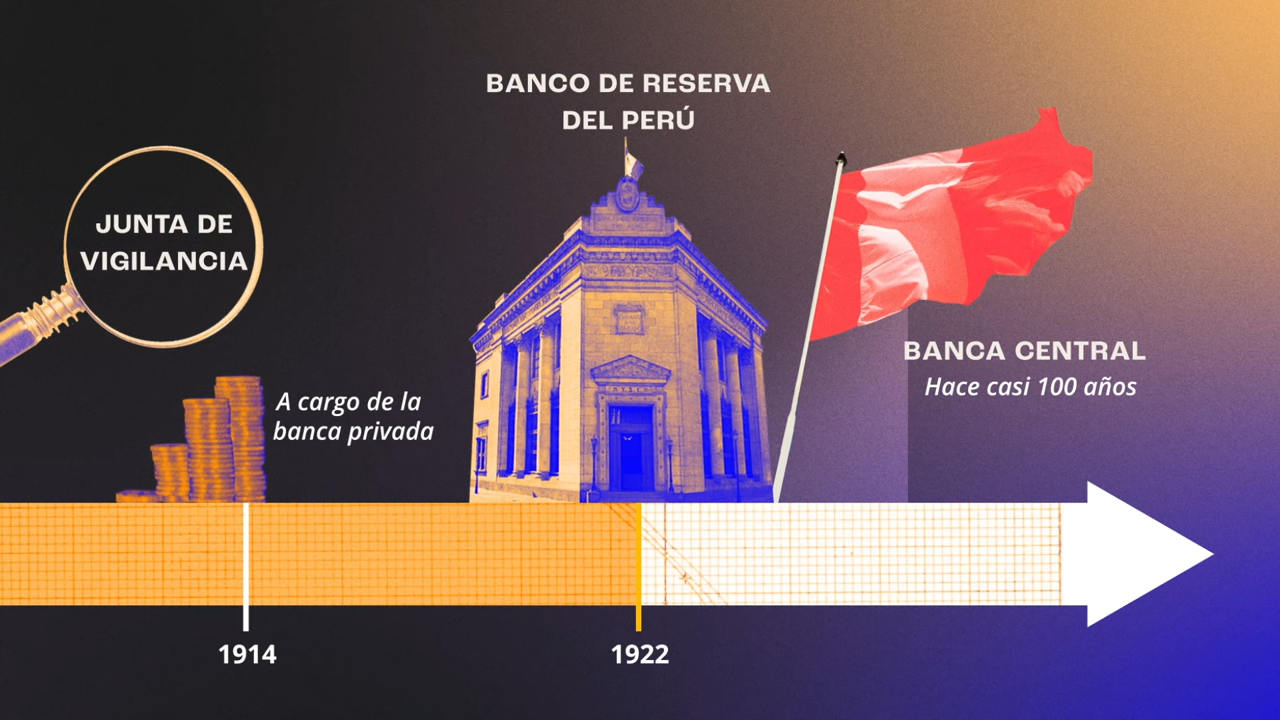 BANCO DE RESERVA
DEL PERÚ
JUNTA DE
VIGILANCIA
A cargo de la
banca privada
BANCA CENTRAL
Hace casi 100 años
1914
1922